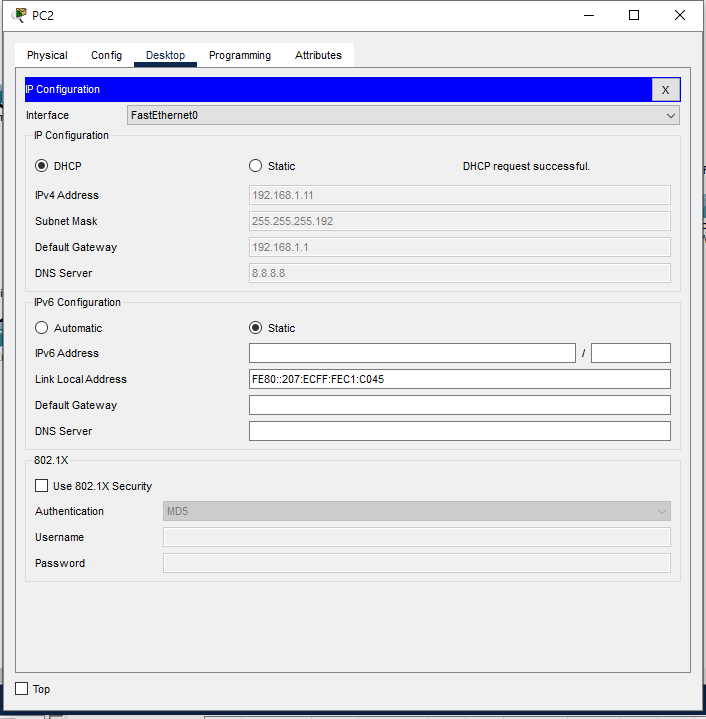 PC2
Physical Config Desktop Programming Attributes
IP Configuration X
Interface FastEthernet0
IP Configuration
DHCP Static DHCP request successful.
IPv4 Address 192.168.1.11
Subnet Mask 255.255.255.192
Default Gateway 192.168.1.1
DNS Server 8.8.8.8
IPv6 Configuration
Automatic Static
IPv6 Address /
Link Local Address FE80::207:ECFF:FEC1:C045
Default Gateway
DNS Server
802.1X
Use 802.1X Security
Authentication MD5
Username
Password
Top